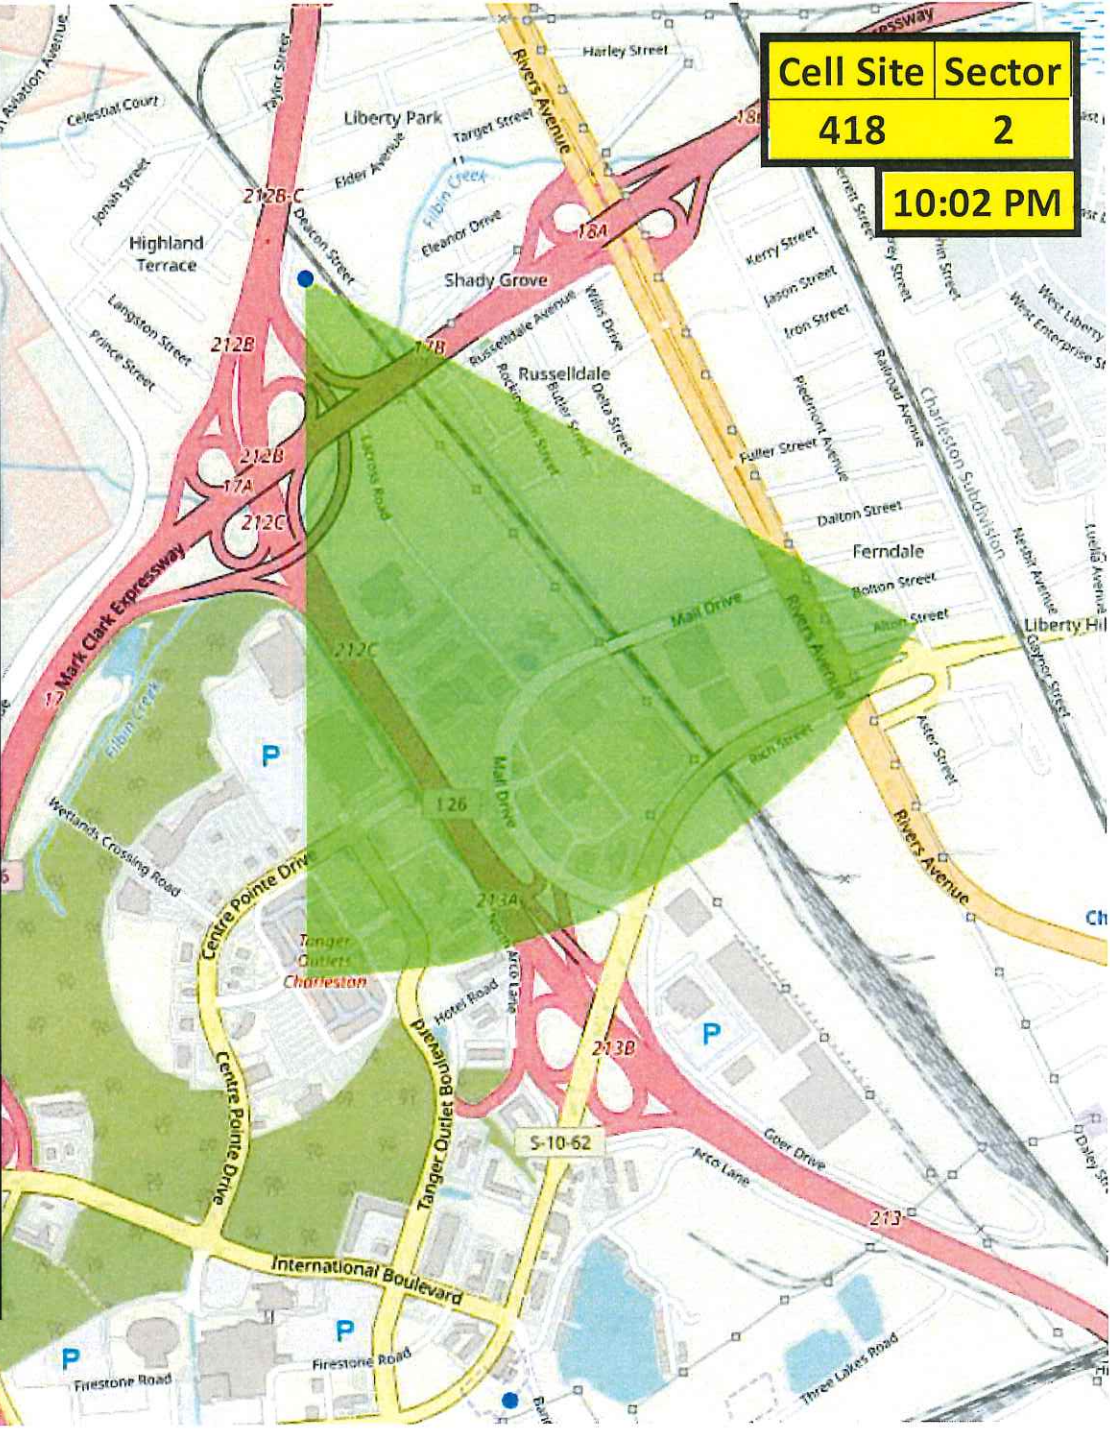 Cell Site Sector
418 2
10:02 PM
Harley Street
Taylor Street
Rivers Avenue
Celestial Court
Liberty Park
Target Street
Elder Avenue
Filbin Creek
Jonah Street
212B-C
Deacon Street
Eleanor Drive
18A
Highland
Terrace
Shady Grove
Kerry Street
Jason Street
Iron Street
West Liberty
West Enterprise St
Langston Street
Prince Street
212B
17B
Russelldale Avenue
Willis Drive
Russelldale
Butler Street
Delta Street
Piedmont Avenue
Railroad Avenue
Charleston Subdivision
Fuller Street
212B
17A
212C
Lacross Road
Dalton Street
Ferndale
Nesbit Avenue
Luella Avenue
Bolton Street
Alton Street
Liberty Hil
Gaynor Street
Mark Clark Expressway
17
Mall Drive
Rivers Avenue
212C
Filbin Creek
P
Rich Street
Aster Street
Mall Drive
I 26
Wetlands Crossing Road
Rivers Avenue
Centre Pointe Drive
213A
Ch
Tanger
Outlets
Charleston
Arco Lane
Hotel Road
P
213B
Centre Pointe Drive
Tanger Outlet Boulevard
S-10-62
Goer Drive
Arco Lane
213
International Boulevard
P
P
Firestone Road
Firestone Road
Three Lakes Road